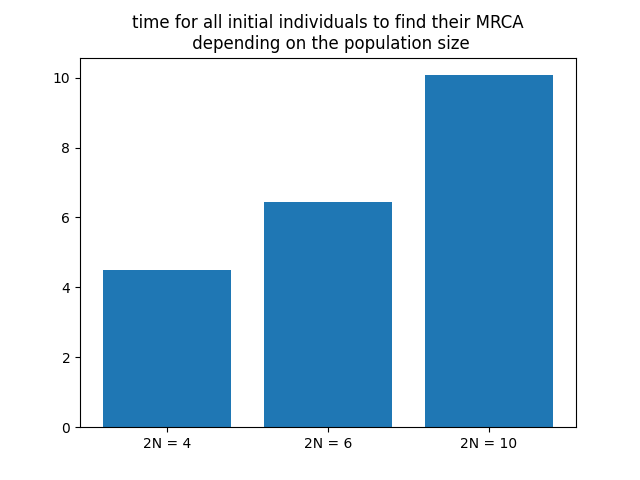 time for all initial individuals to find their MRCA
depending on the population size
10
8
6
4
2
0
2N = 4
2N = 6
2N = 10